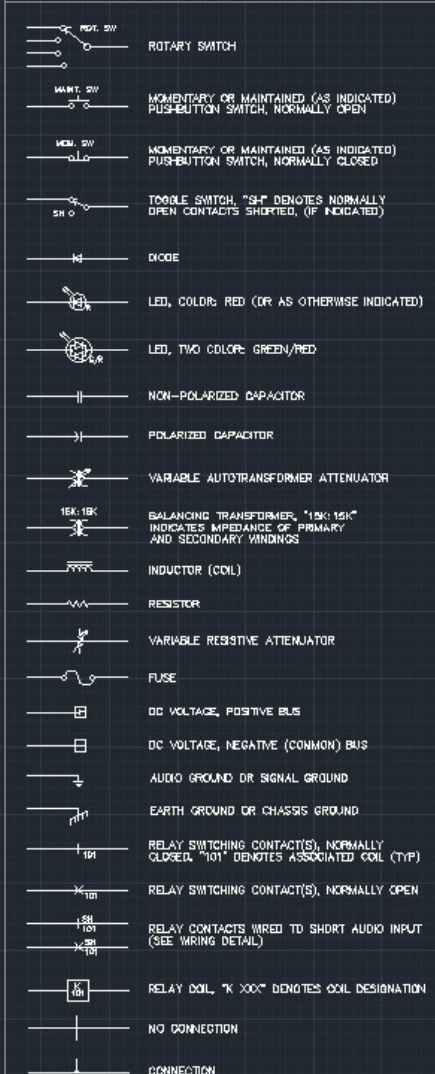 ROT. SW
ROTARY SWITCH
MAINT. SW
MOMENTARY OR MAINTAINED (AS INDICATED)
PUSHBUTTON SWITCH, NORMALLY OPEN
MOM. SW
MOMENTARY OR MAINTAINED (AS INDICATED)
PUSHBUTTON SWITCH, NORMALLY CLOSED
TOGGLE SWITCH, "SH" DENOTES NORMALLY
SH
OPEN CONTACTS SHORTED, (IF INDICATED)
DIODE
LED, COLOR: RED (OR AS OTHERWISE INDICATED)
R
LED, TWO COLOR: GREEN/RED
G/R
NON-POLARIZED CAPACITOR
POLARIZED CAPACITOR
VARIABLE AUTOTRANSFORMER ATTENUATOR
15K:15K
BALANCING TRANSFORMER, "15K:15K"
INDICATES IMPEDANCE OF PRIMARY
AND SECONDARY WINDINGS
INDUCTOR (COIL)
RESISTOR
VARIABLE RESISTIVE ATTENUATOR
FUSE
DC VOLTAGE, POSITIVE BUS
DC VOLTAGE, NEGATIVE (COMMON) BUS
AUDIO GROUND OR SIGNAL GROUND
EARTH GROUND OR CHASSIS GROUND
RELAY SWITCHING CONTACT(S), NORMALLY
101
CLOSED. "101" DENOTES ASSOCIATED COIL (TYP)
101
RELAY SWITCHING CONTACT(S), NORMALLY OPEN
SH
101
RELAY CONTACTS WIRED TO SHORT AUDIO INPUT
SH
101
(SEE WIRING DETAIL)
K
101
RELAY COIL, "K XXX" DENOTES COIL DESIGNATION
NO CONNECTION
CONNECTION